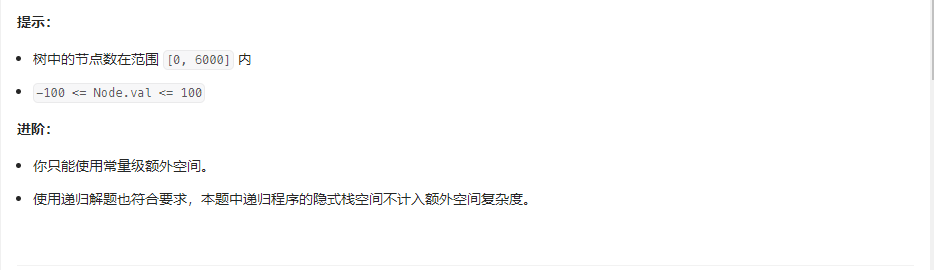 提示：
树中的节点数在范围 [0, 6000] 内
-100 <= Node.val <= 100
进阶：
你只能使用常量级额外空间。
使用递归解题也符合要求，本题中递归程序的隐式栈空间不计入额外空间复杂度。